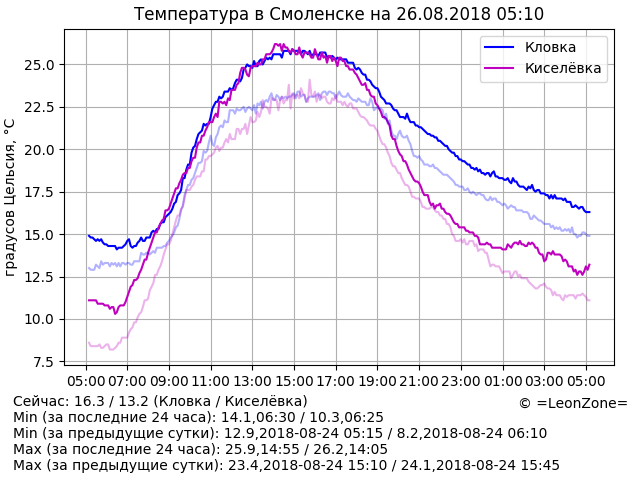 Температура в Смоленске на 26.08.2018 05:10
градусов Цельсия, °C
25.0
22.5
20.0
17.5
15.0
12.5
10.0
7.5
Кловка
Киселёвка
05:00 07:00 09:00 11:00 13:00 15:00 17:00 19:00 21:00 23:00 01:00 03:00 05:00
Сейчас: 16.3 / 13.2 (Кловка / Киселёвка)
© =LeonZone=
Min (за последние 24 часа): 14.1,06:30 / 10.3,06:25
Min (за предыдущие сутки): 12.9,2018-08-24 05:15 / 8.2,2018-08-24 06:10
Max (за последние 24 часа): 25.9,14:55 / 26.2,14:05
Max (за предыдущие сутки): 23.4,2018-08-24 15:10 / 24.1,2018-08-24 15:45